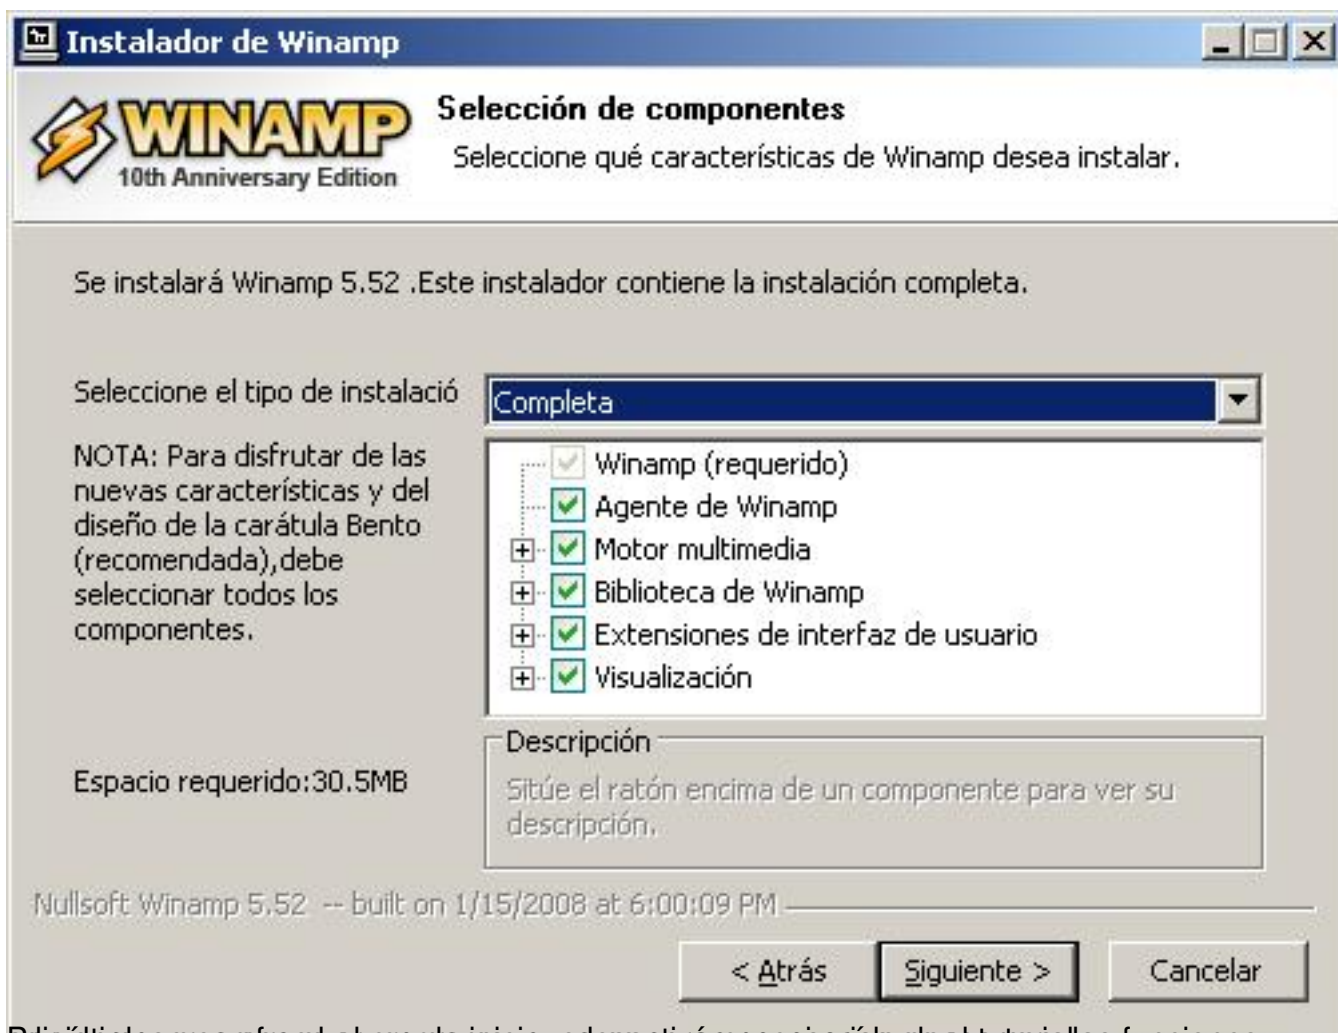 Instalador de Winamp
WINAMP
10th Anniversary Edition
Selección de componentes
Seleccione qué características de Winamp desea instalar.
Se instalará Winamp 5.52 .Este instalador contiene la instalación completa.
Seleccione el tipo de instalació
Completa
NOTA: Para disfrutar de las
nuevas características y del
diseño de la carátula Bento
(recomendada),debe
seleccionar todos los
componentes.
Winamp (requerido)
Agente de Winamp
Motor multimedia
Biblioteca de Winamp
Extensiones de interfaz de usuario
Visualización
Espacio requerido:30.5MB
Descripción
Sitúe el ratón encima de un componente para ver su
descripción.
Nullsoft Winamp 5.52 -- built on 1/15/2008 at 6:00:09 PM
< Atrás
Siguiente >
Cancelar